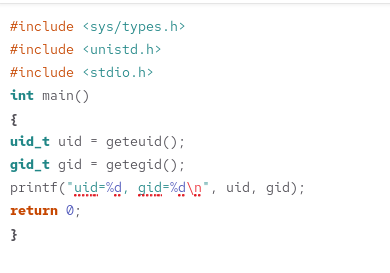 #include <sys/types.h>
#include <unistd.h>
#include <stdio.h>
int main()
{
uid_t uid = geteuid();
gid_t gid = getegid();
printf("uid=%d, gid=%d\n", uid, gid);
return 0;
}